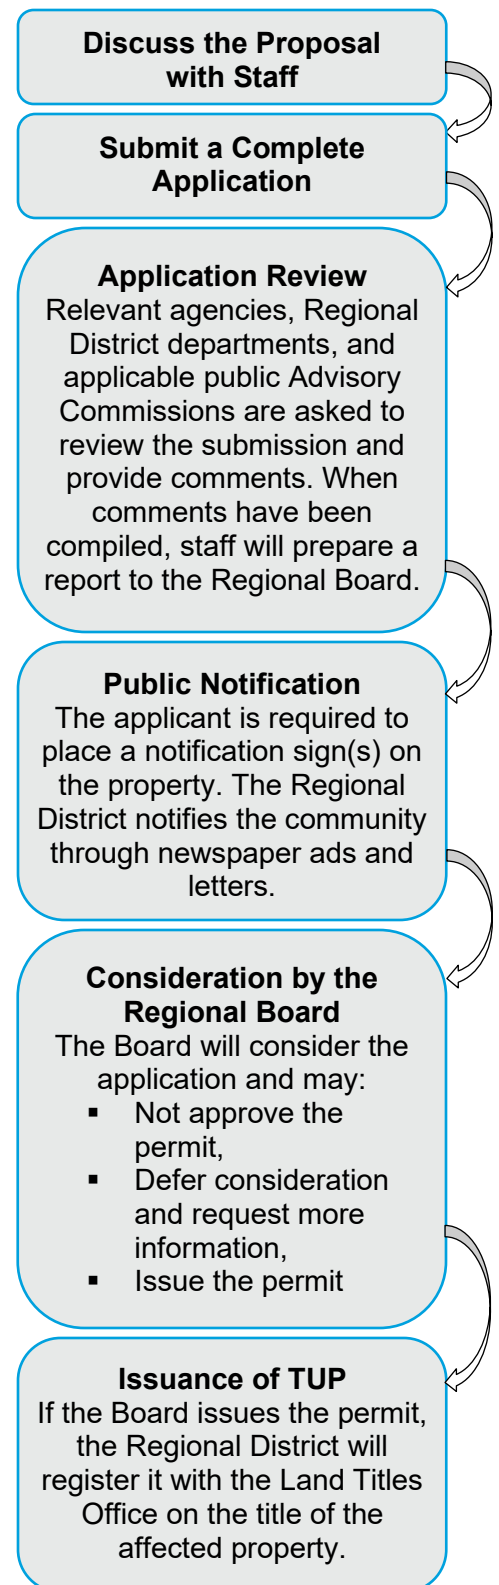 Discuss the Proposal
with Staff
Submit a Complete
Application
Application Review
Relevant agencies, Regional
District departments, and
applicable public Advisory
Commissions are asked to
review the submission and
provide comments. When
comments have been
compiled, staff will prepare a
report to the Regional Board.
Public Notification
The applicant is required to
place a notification sign(s) on
the property. The Regional
District notifies the community
through newspaper ads and
letters.
Consideration by the
Regional Board
The Board will consider the
application and may:
▪ Not approve the
permit,
▪ Defer consideration
and request more
information,
▪ Issue the permit
Issuance of TUP
If the Board issues the permit,
the Regional District will
register it with the Land Titles
Office on the title of the
affected property.